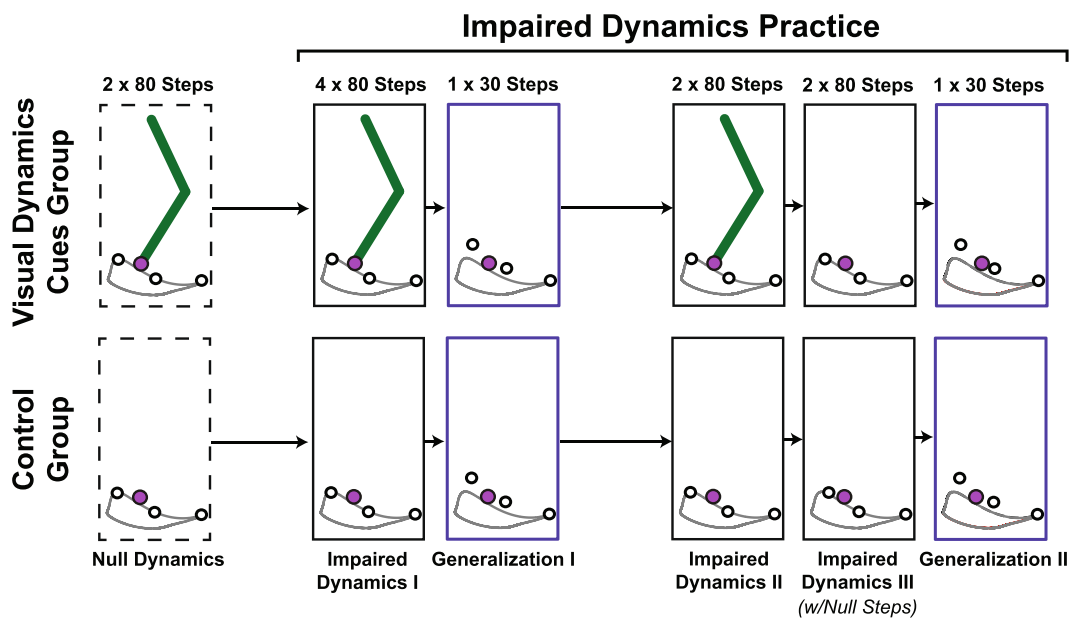 Impaired Dynamics Practice
2 x 80 Steps
4 x 80 Steps
1 x 30 Steps
2 x 80 Steps
2 x 80 Steps
1 x 30 Steps
Visual Dynamics
Cues Group
Control
Group
Null Dynamics
Impaired
Dynamics I
Generalization I
Impaired
Dynamics II
Impaired
Dynamics III
(w/Null Steps)
Generalization II